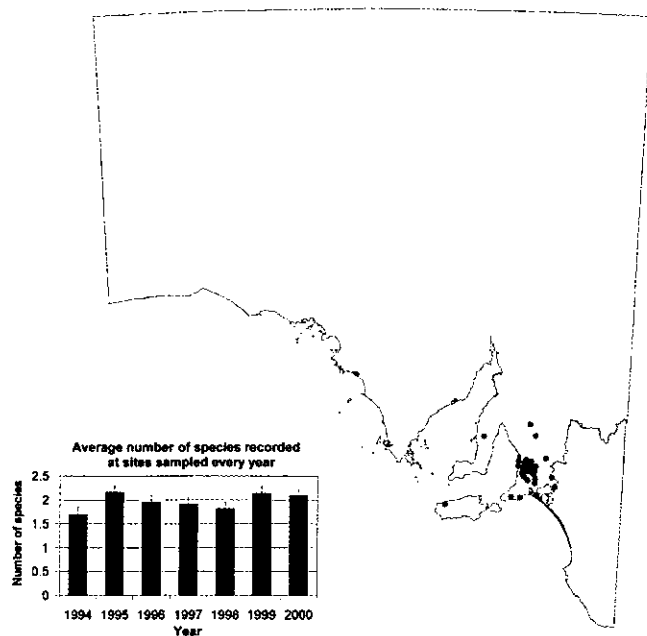 Average number of species recorded
at sites sampled every year
Number of species
2.5
2
1.5
1
0.5
0
1994 1995 1996 1997 1998 1999 2000
Year